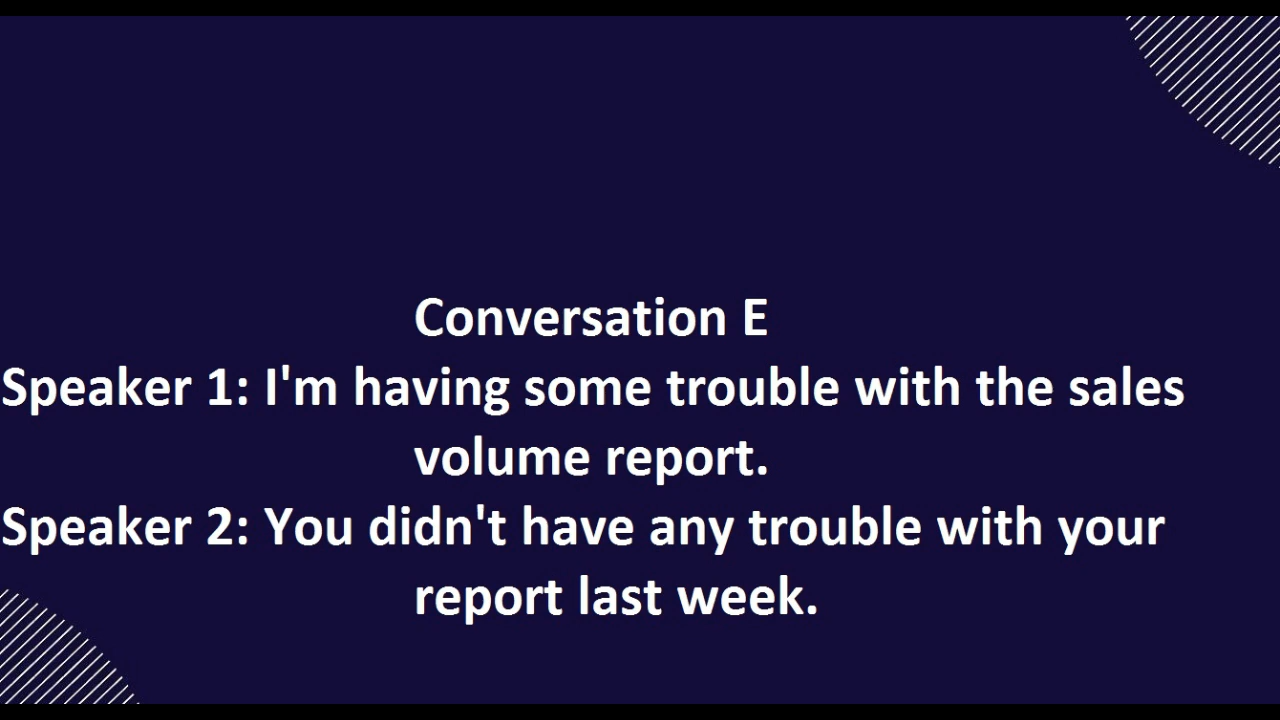 Conversation E
Speaker 1: I'm having some trouble with the sales
volume report.
Speaker 2: You didn't have any trouble with your
report last week.